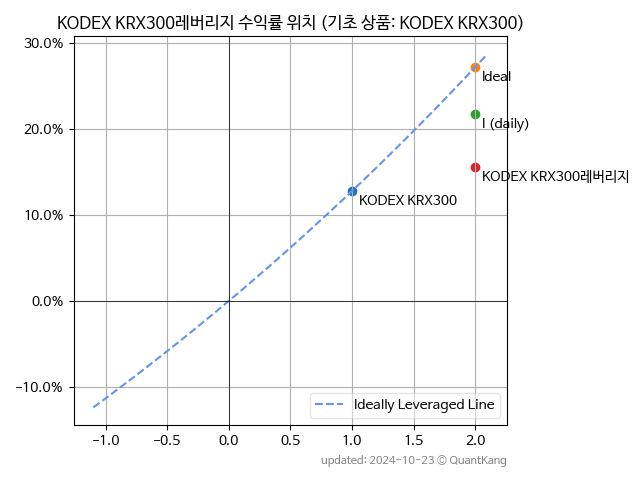 KODEX KRX300레버리지 수익률 위치 (기초 상품: KODEX KRX300)
30.0%
20.0%
10.0%
0.0%
−10.0%
Ideal
I (daily)
KODEX KRX300레버리지
KODEX KRX300
Ideally Leveraged Line
−1.0 −0.5 0.0 0.5 1.0 1.5 2.0
updated: 2024-10-23 © QuantKang